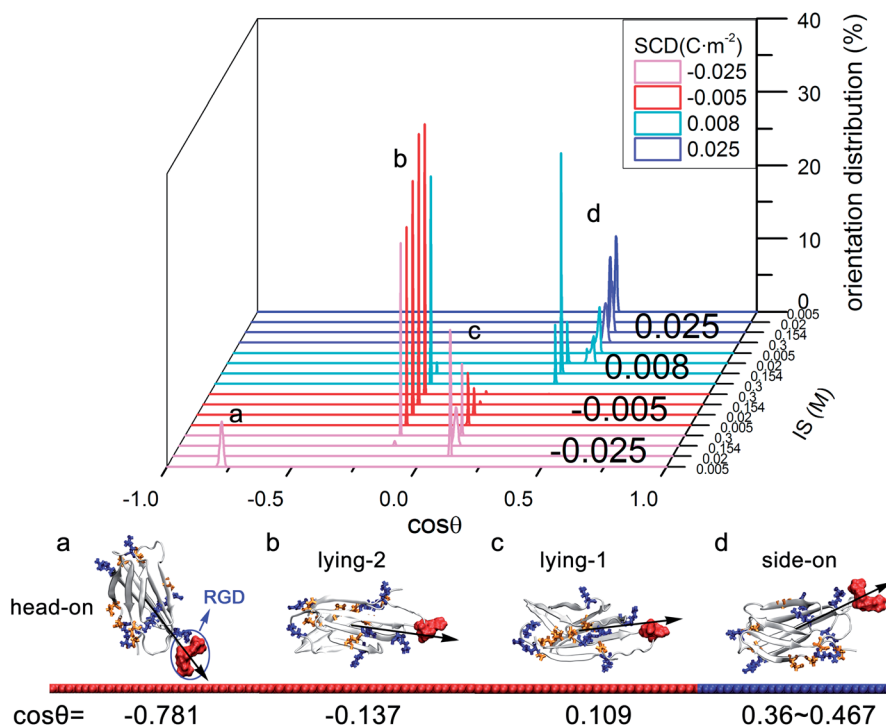 40
SCD(C·m⁻²)
-0.025
-0.005
0.008
0.025
30
20
10
0
orientation distribution (%)
b
d
c
a
0.025
0.008
-0.005
-0.025
0.005
0.02
0.154
0.3
0.005
0.02
0.154
0.3
0.3
0.154
0.02
0.005
0.3
0.154
0.02
0.005
IS (M)
-1.0 -0.5 0.0 0.5 1.0
cosθ
a b c d
lying-2 lying-1 side-on
head-on
RGD
cosθ= -0.781 -0.137 0.109 0.36~0.467